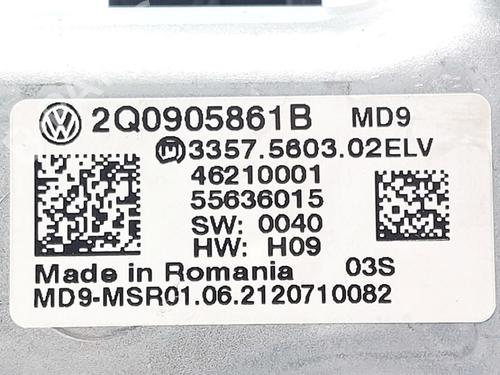 2Q0905861B MD9
3357.5603.02ELV
46210001
55636015
SW: 0040
HW: H09
Made in Romania 03S
MD9-MSR01.06.2120710082